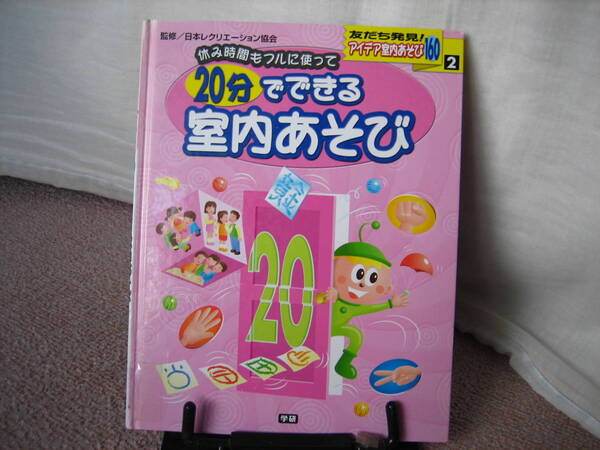 監修/日本レクリエーション協会
友だち発見!
アイデア室内あそび160
2
休み時間もフルに使って
20分でできる
室内あそび
20
学研